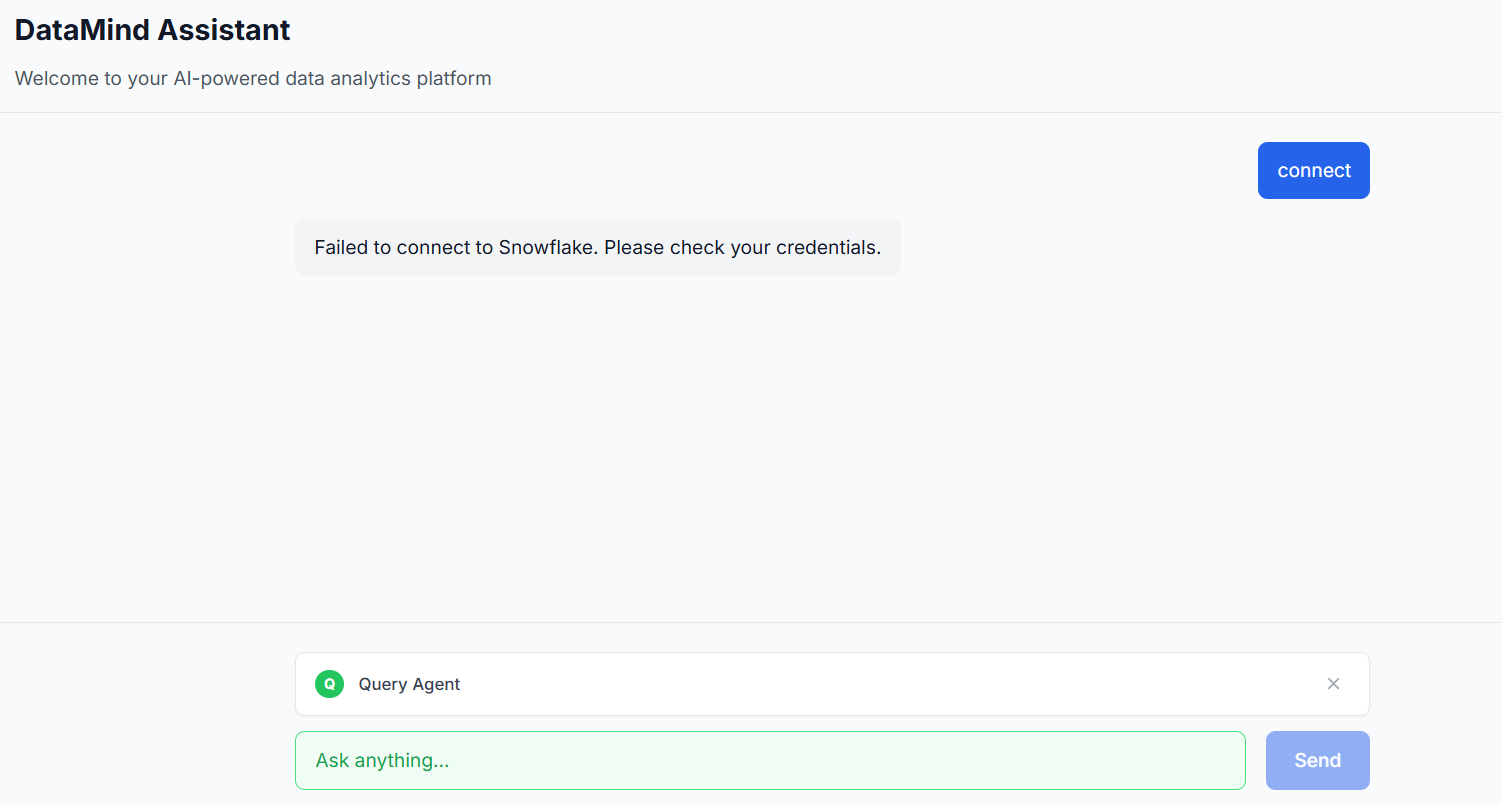 DataMind Assistant
Welcome to your AI-powered data analytics platform
connect
Failed to connect to Snowflake. Please check your credentials.
Q Query Agent
Ask anything...
Send